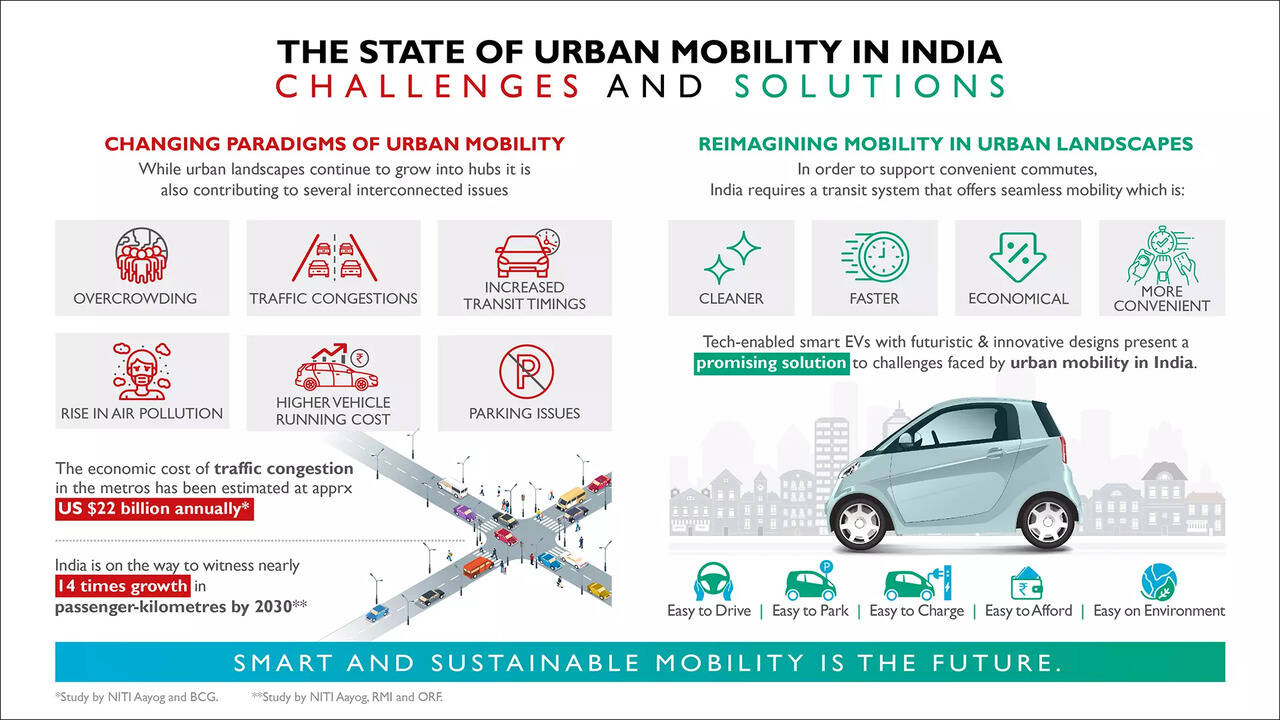 THE STATE OF URBAN MOBILITY IN INDIA
CHALLENGES AND SOLUTIONS
CHANGING PARADIGMS OF URBAN MOBILITY
While urban landscapes continue to grow into hubs it is
also contributing to several interconnected issues
OVERCROWDING
TRAFFIC CONGESTIONS
INCREASED
TRANSIT TIMINGS
RISE IN AIR POLLUTION
₹
HIGHER VEHICLE
RUNNING COST
P
PARKING ISSUES
The economic cost of traffic congestion
in the metros has been estimated at apprx
US $22 billion annually*
India is on the way to witness nearly
14 times growth in
passenger-kilometres by 2030**
REIMAGINING MOBILITY IN URBAN LANDSCAPES
In order to support convenient commutes,
India requires a transit system that offers seamless mobility which is:
CLEANER
FASTER
%
ECONOMICAL
MORE
CONVENIENT
Tech-enabled smart EVs with futuristic & innovative designs present a
promising solution to challenges faced by urban mobility in India.
P
₹
Easy to Drive | Easy to Park | Easy to Charge | Easy to Afford | Easy on Environment
SMART AND SUSTAINABLE MOBILITY IS THE FUTURE.
*Study by NITI Aayog and BCG. **Study by NITI Aayog, RMI and ORF.